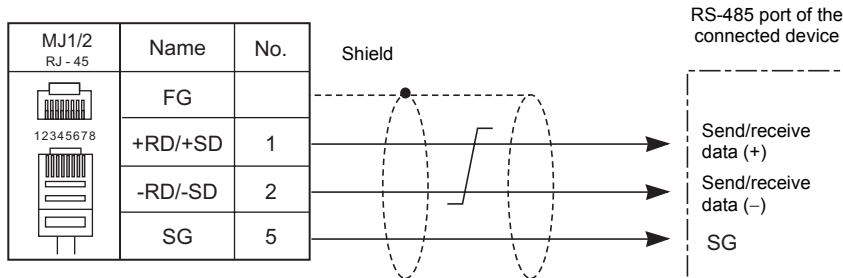 RS-485 port of the
connected device
MJ1/2
RJ - 45
Name
No.
Shield
FG
12345678
+RD/+SD
1
Send/receive
data (+)
-RD/-SD
2
Send/receive
data (−)
SG
5
SG